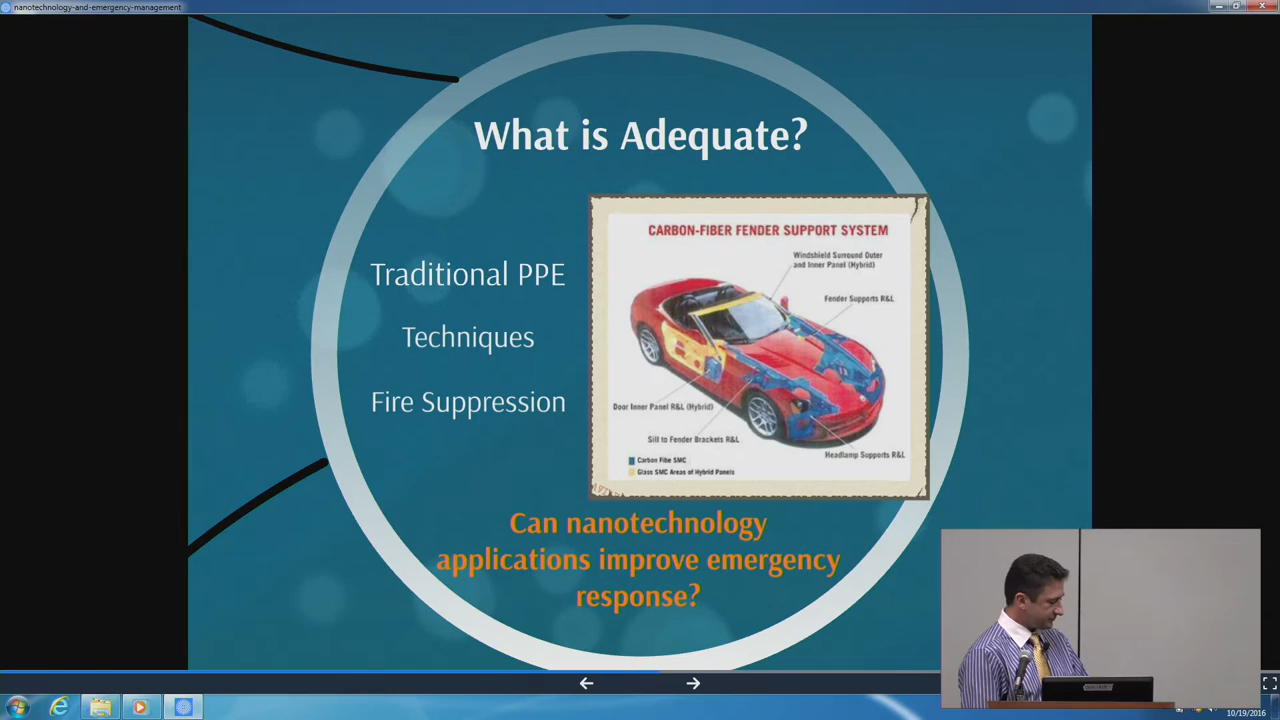 nanotechnology-and-emergency-management
What is Adequate?
Traditional PPE
Techniques
Fire Suppression
CARBON-FIBER FENDER SUPPORT SYSTEM
Windshield Surround Outer
and Inner Panel (Hybrid)
Fender Supports R&L
Door Inner Panel R&L (Hybrid)
Sill to Fender Brackets R&L
Headlamp Supports R&L
Carbon Fibe SMC
Glass SMC Areas of Hybrid Panels
Can nanotechnology
applications improve emergency
response?
10/19/2016